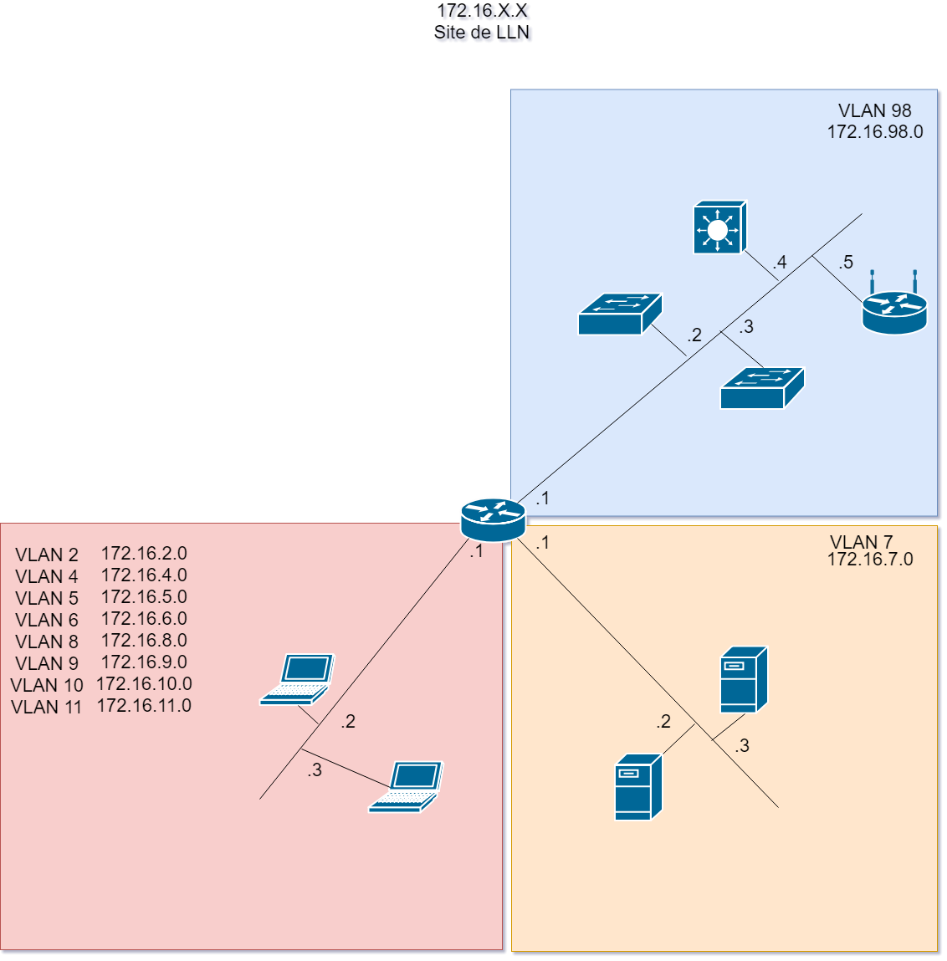 172.16.X.X
Site de LLN
VLAN 98
172.16.98.0
.4
.5
.3
.2
.1
.1
.1
VLAN 7
172.16.7.0
VLAN 2 172.16.2.0
VLAN 4 172.16.4.0
VLAN 5 172.16.5.0
VLAN 6 172.16.6.0
VLAN 8 172.16.8.0
VLAN 9 172.16.9.0
VLAN 10 172.16.10.0
VLAN 11 172.16.11.0
.2
.3
.2
.3